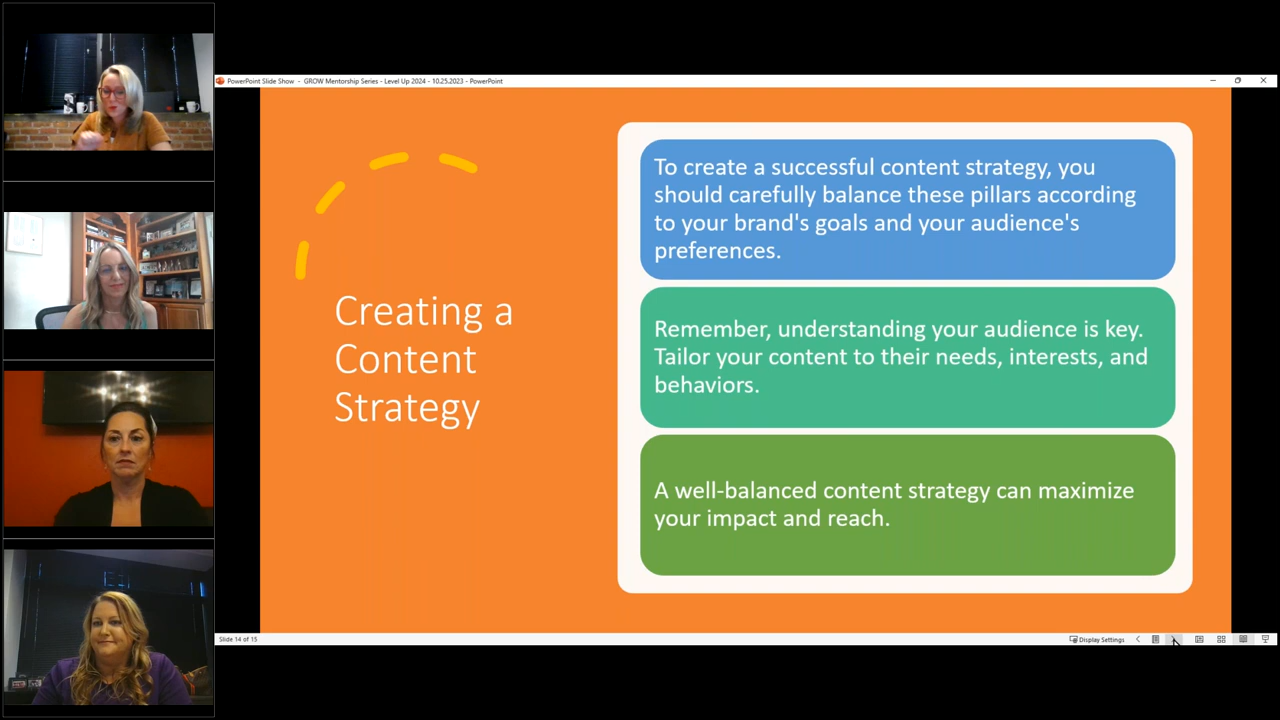 PowerPoint Slide Show - GROW Mentorship Series - Level Up 2024 - 10.25.2023 - PowerPoint
Creating a
Content
Strategy
To create a successful content strategy, you
should carefully balance these pillars according
to your brand's goals and your audience's
preferences.
Remember, understanding your audience is key.
Tailor your content to their needs, interests, and
behaviors.
A well-balanced content strategy can maximize
your impact and reach.
Slide 14 of 15
Display Settings